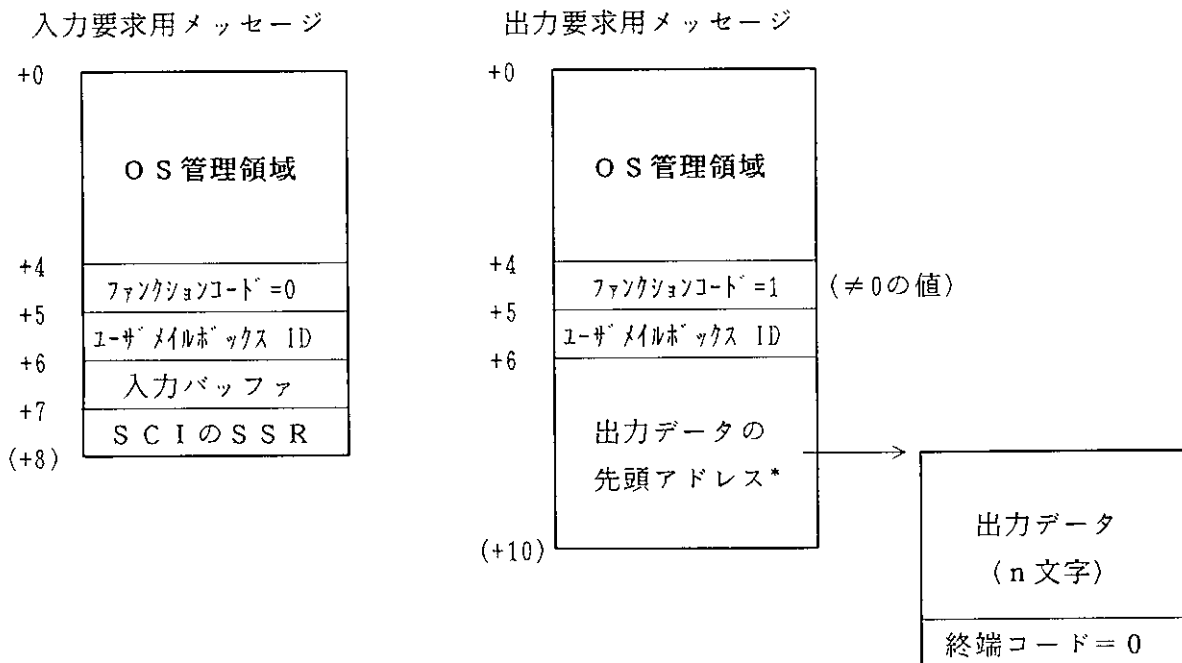 入力要求用メッセージ
+0
OS管理領域
+4
ファンクションコード=0
+5
ユーザメイルボックス ID
+6
入力バッファ
+7
SCIのSSR
(+8)
出力要求用メッセージ
+0
OS管理領域
+4
ファンクションコード=1
(≠0の値)
+5
ユーザメイルボックス ID
+6
出力データの
先頭アドレス*
(+10)
出力データ
(n文字)
終端コード=0